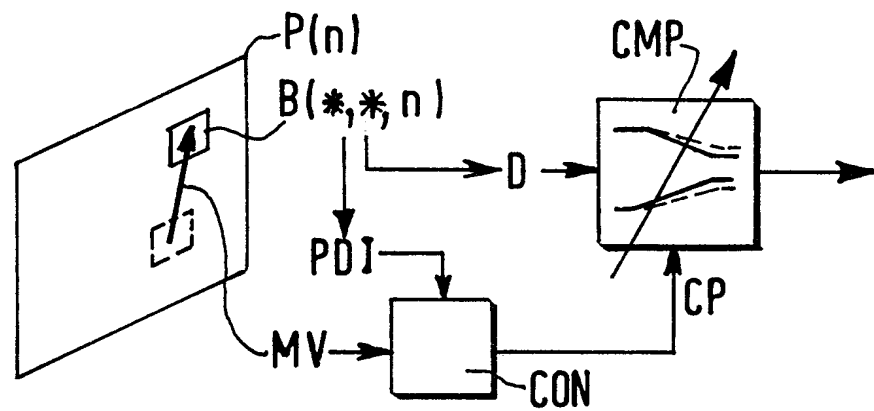 P(n)
CMP
B(*,*,n)
D
PDI
CP
MV
CON